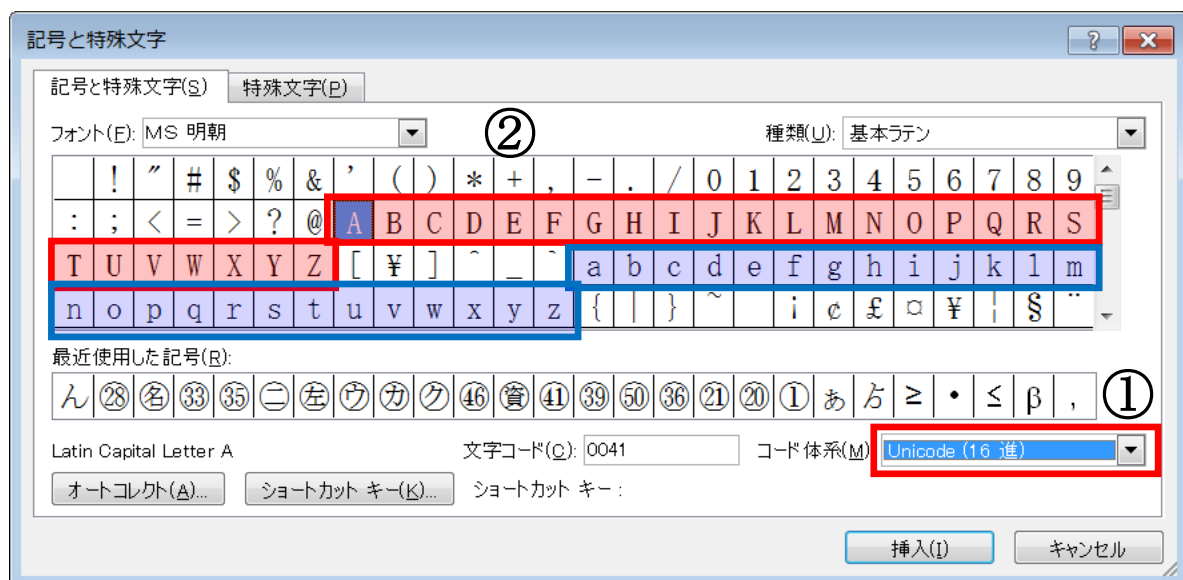 記号と特殊文字
記号と特殊文字(S) 特殊文字(P)
フォント(F): MS 明朝 ② 種類(U): 基本ラテン
! ″ # $ % & ’ ( ) * + , − . / 0 1 2 3 4 5 6 7 8 9
: ; < = > ? @ A B C D E F G H I J K L M N O P Q R S
T U V W X Y Z [ ¥ ] ^ _ ` a b c d e f g h i j k l m
n o p q r s t u v w x y z { | } ~ ¡ ¢ £ ¤ ¥ ¦ § ¨
最近使用した記号(R):
ん ㉘ ㊔ ㉝ ㉟ ㊁ ㊧ ㋒ ㋕ ㋗ ㊻ ㊮ ㊶ ㊴ ㊿ ㊱ ㉑ ⑳ ① ぁ ≥ • ≤ β , ①
Latin Capital Letter A 文字コード(C): 0041 コード体系(M) Unicode (16 進)
オートコレクト(A)... ショートカット キー(K)... ショートカット キー :
挿入(I) キャンセル